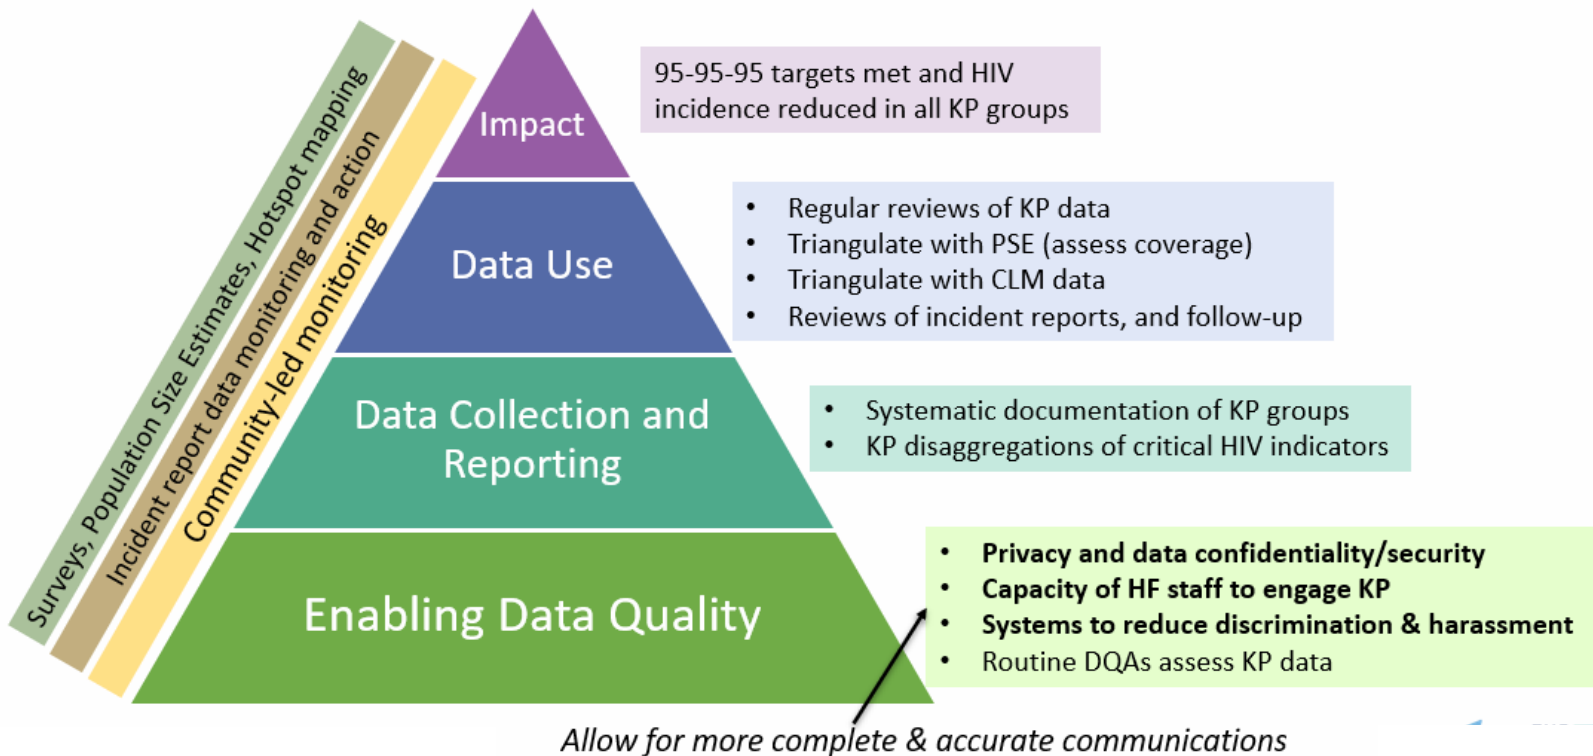 Surveys, Population Size Estimates, Hotspot mapping
Incident report data monitoring and action
Community-led monitoring
Impact
95-95-95 targets met and HIV
incidence reduced in all KP groups
Data Use
• Regular reviews of KP data
• Triangulate with PSE (assess coverage)
• Triangulate with CLM data
• Reviews of incident reports, and follow-up
Data Collection and
Reporting
• Systematic documentation of KP groups
• KP disaggregations of critical HIV indicators
Enabling Data Quality
• Privacy and data confidentiality/security
• Capacity of HF staff to engage KP
• Systems to reduce discrimination & harassment
• Routine DQAs assess KP data
Allow for more complete & accurate communications